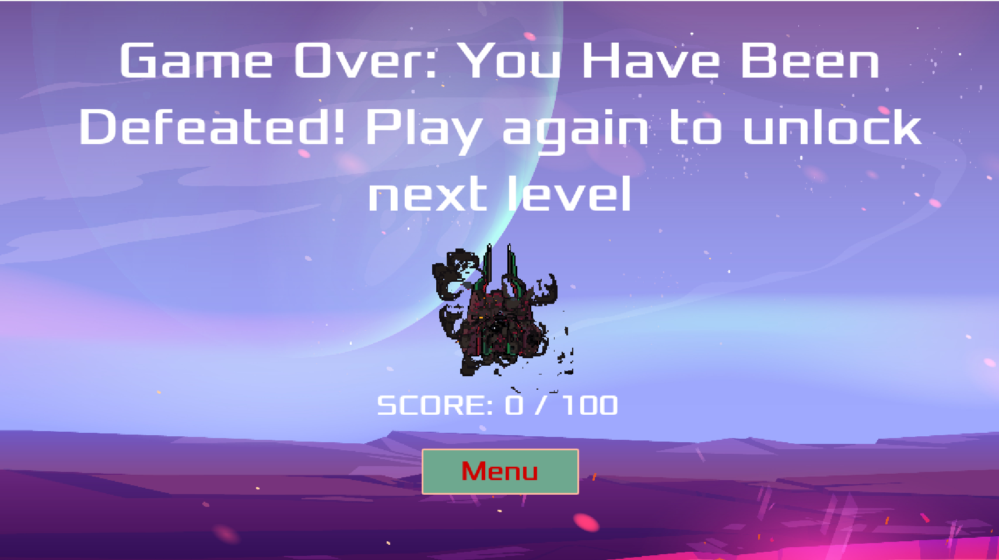 Game Over: You Have Been
Defeated! Play again to unlock
next level
SCORE: 0 / 100
Menu